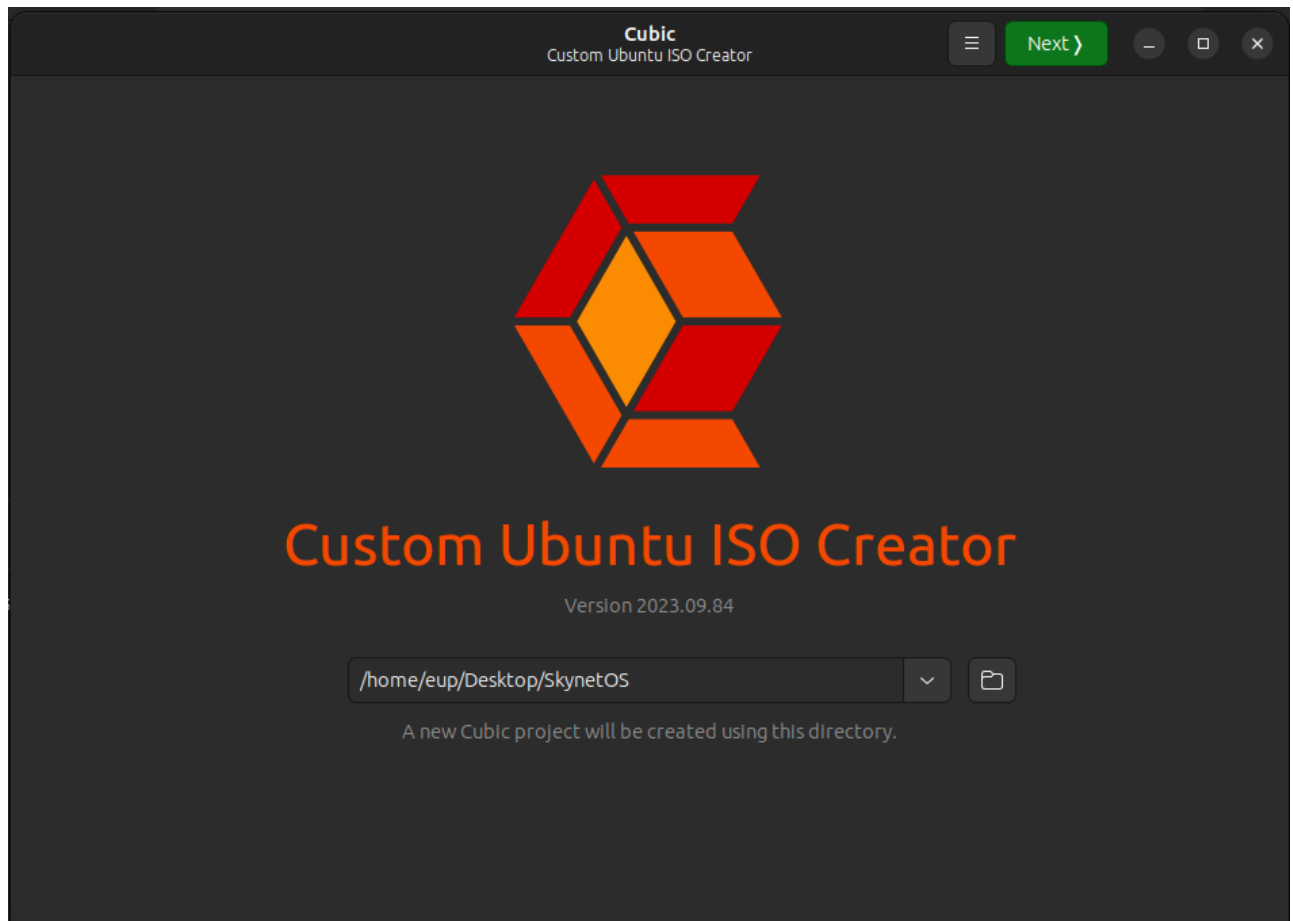 Cubic
Custom Ubuntu ISO Creator
Next ❭
Custom Ubuntu ISO Creator
Version 2023.09.84
/home/eup/Desktop/SkynetOS
A new Cubic project will be created using this directory.